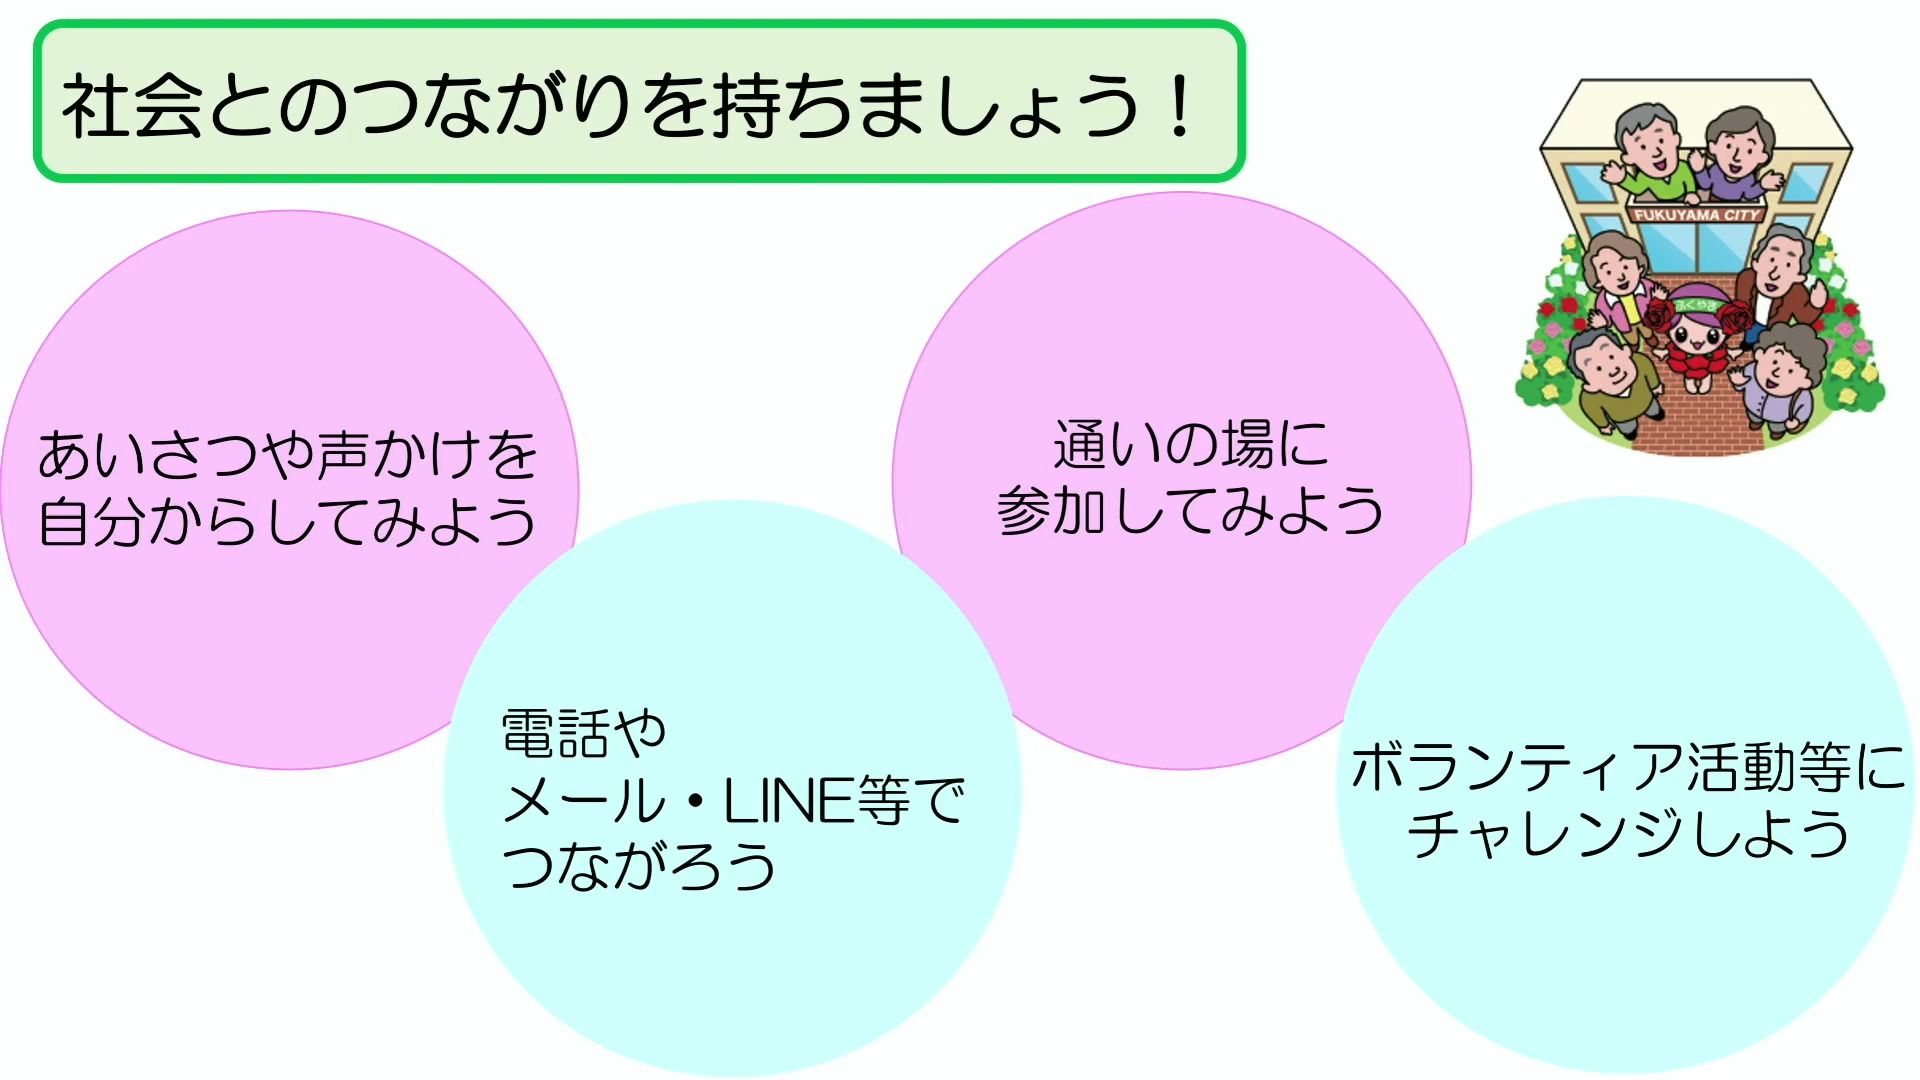 社会とのつながりを持ちましょう！
FUKUYAMA CITY
あいさつや声かけを
自分からしてみよう
通いの場に
参加してみよう
電話や
メール・LINE等で
つながろう
ボランティア活動等に
チャレンジしよう